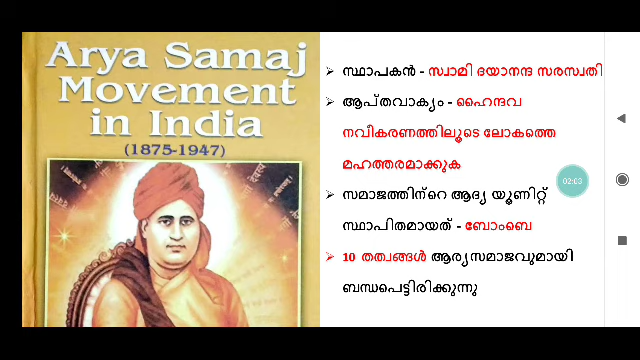 Arya Samaj
Movement
in India
(1875-1947)
➢ സ്ഥാപകൻ - സ്വാമി ദയാനന്ദ സരസ്വതി
➢ ആപ്തവാക്യം - ഹൈന്ദവ
നവീകരണത്തിലൂടെ ലോകത്തെ
മഹത്തരമാക്കുക
➢ സമാജത്തിന്റെ ആദ്യ യൂണിറ്റ്
സ്ഥാപിതമായത് - ബോംബെ
➢ 10 തത്വങ്ങൾ ആര്യസമാജവുമായി
ബന്ധപെട്ടിരിക്കുന്നു
02:03